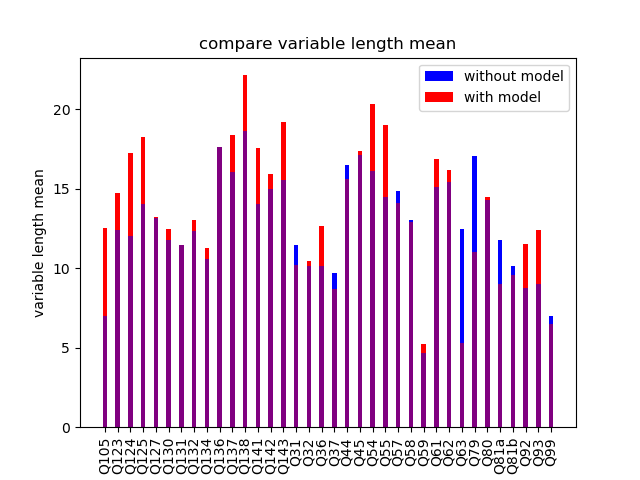 compare variable length mean
without model
with model
variable length mean
20
15
10
5
0
Q105
Q123
Q124
Q125
Q127
Q130
Q131
Q132
Q134
Q136
Q137
Q138
Q141
Q142
Q143
Q31
Q32
Q36
Q37
Q44
Q45
Q54
Q55
Q57
Q58
Q59
Q61
Q62
Q63
Q79
Q80
Q81a
Q81b
Q92
Q93
Q99